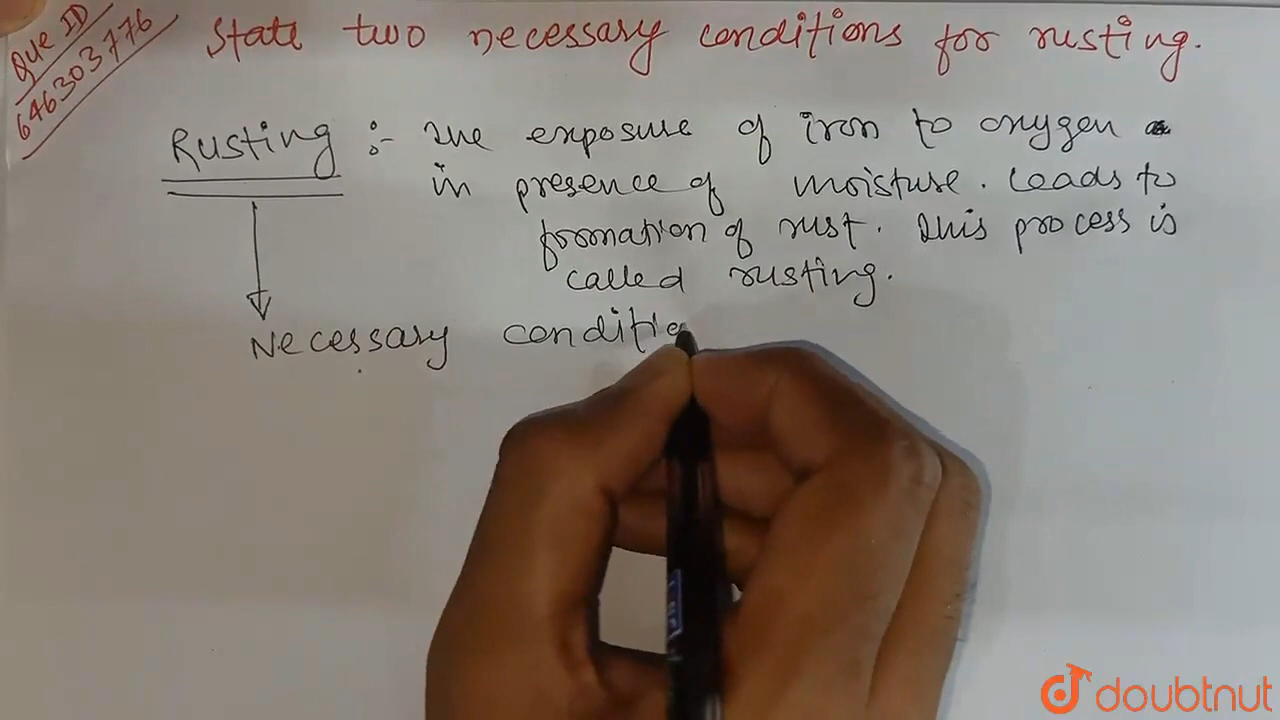 Que ID
646303776
State two necessary conditions for rusting.
Rusting :- The exposure of iron to oxygen
in presence of moisture. Leads to
formation of rust. This process is
called rusting.
Necessary conditio
doubtnut